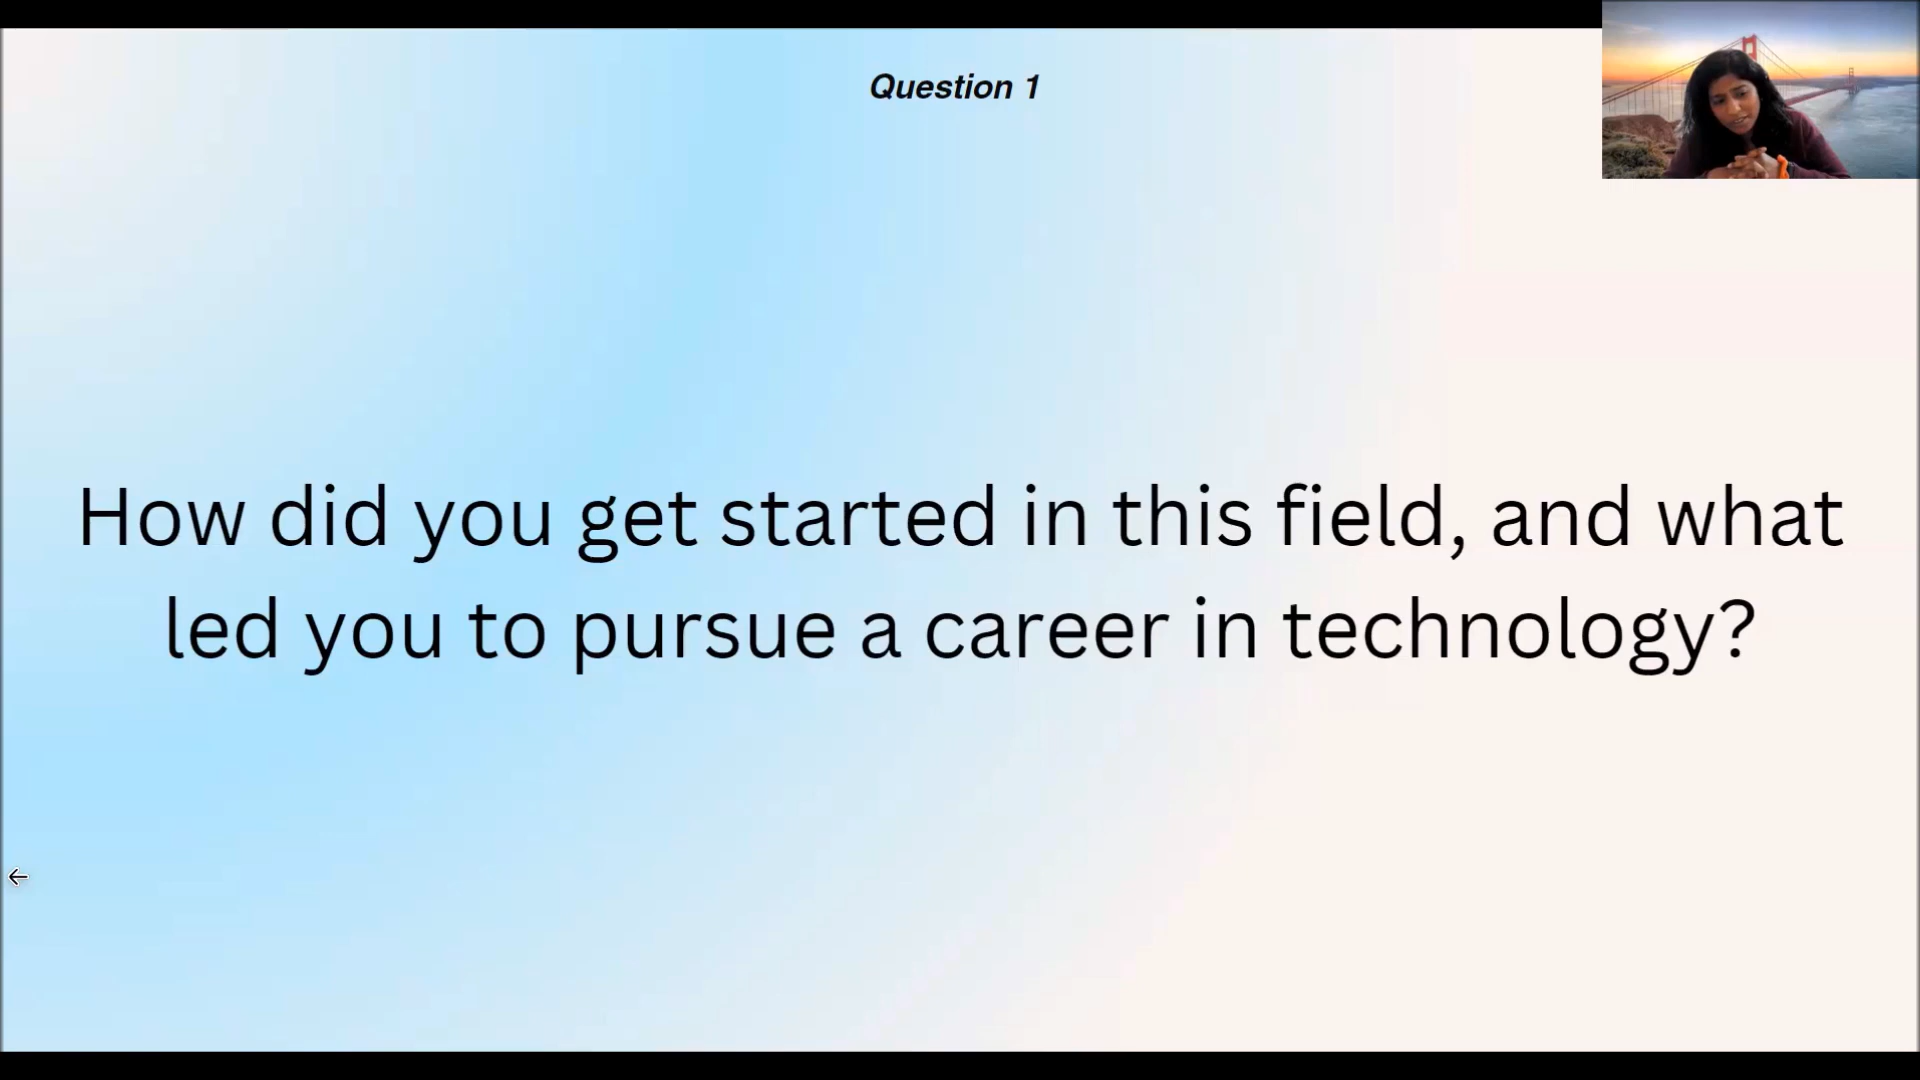 Question 1
How did you get started in this field, and what
led you to pursue a career in technology?